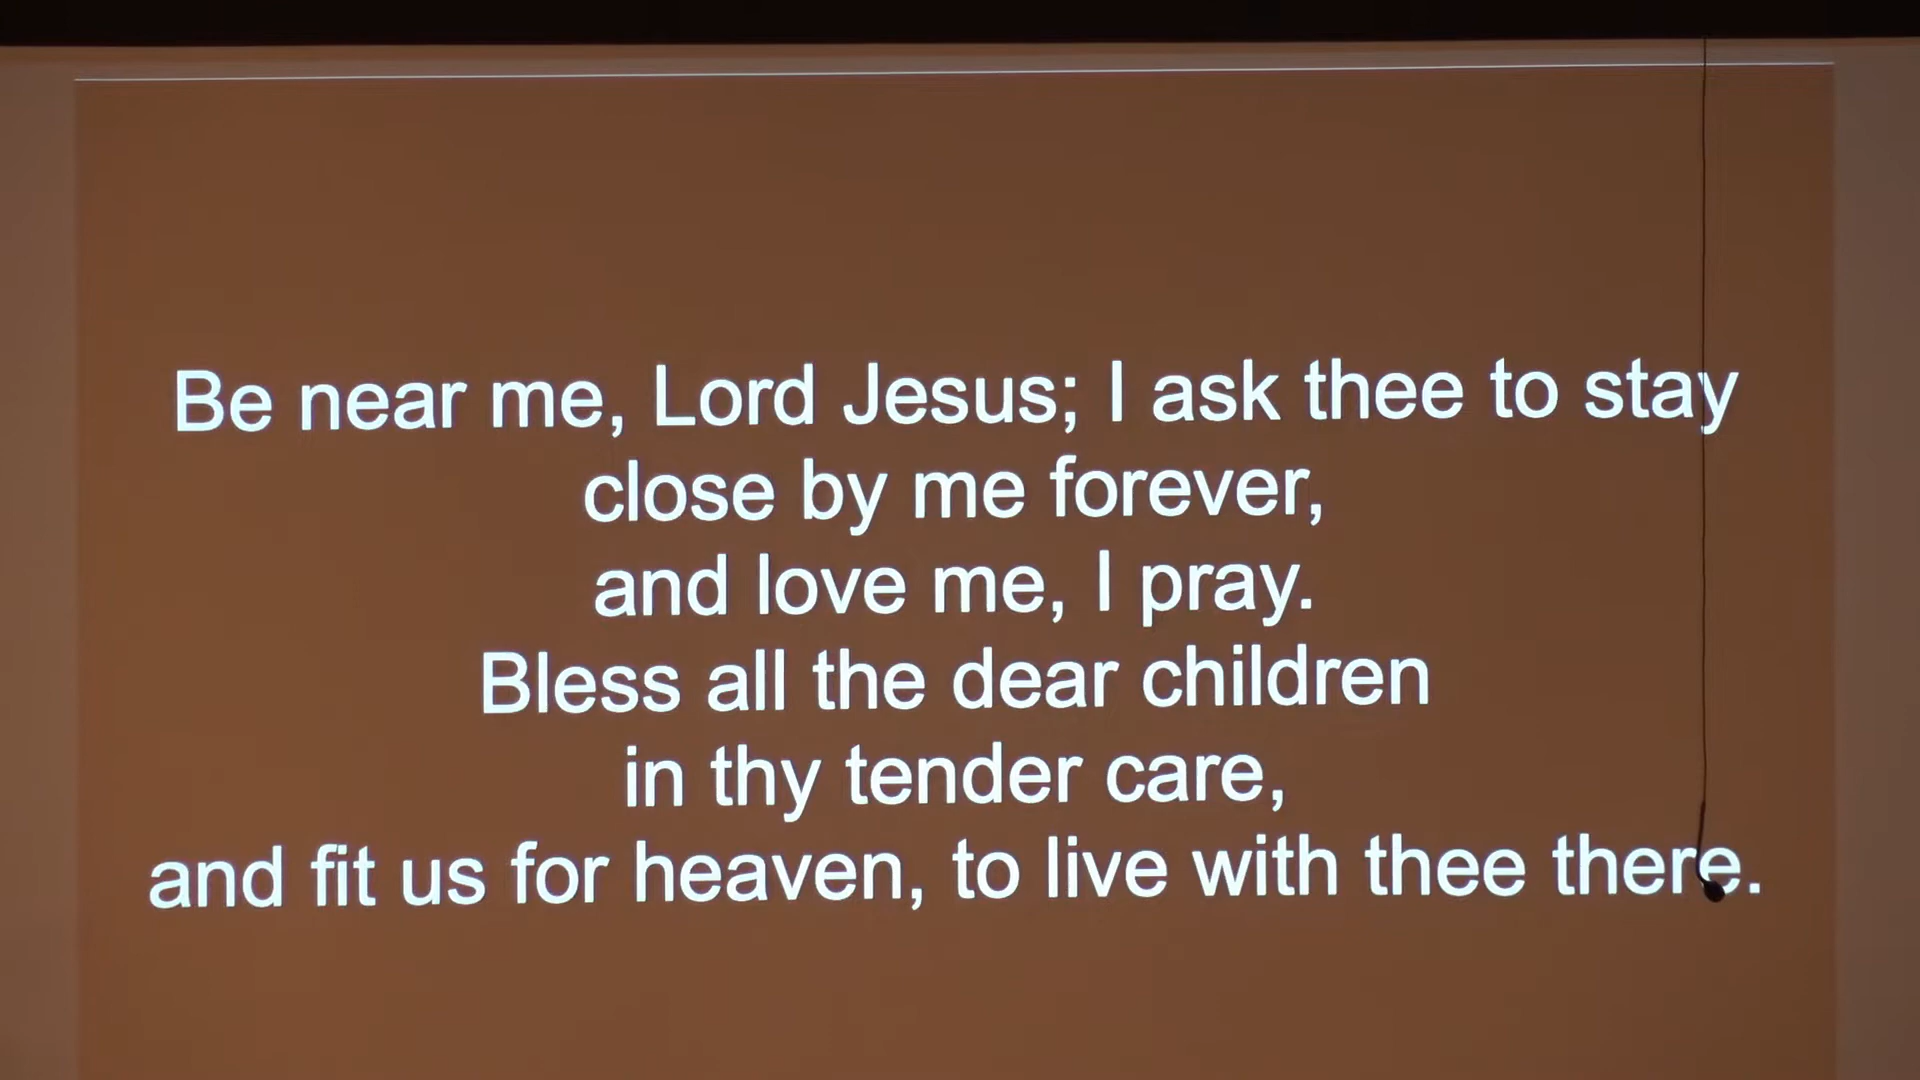 Be near me, Lord Jesus; I ask thee to stay
close by me forever,
and love me, I pray.
Bless all the dear children
in thy tender care,
and fit us for heaven, to live with thee there.